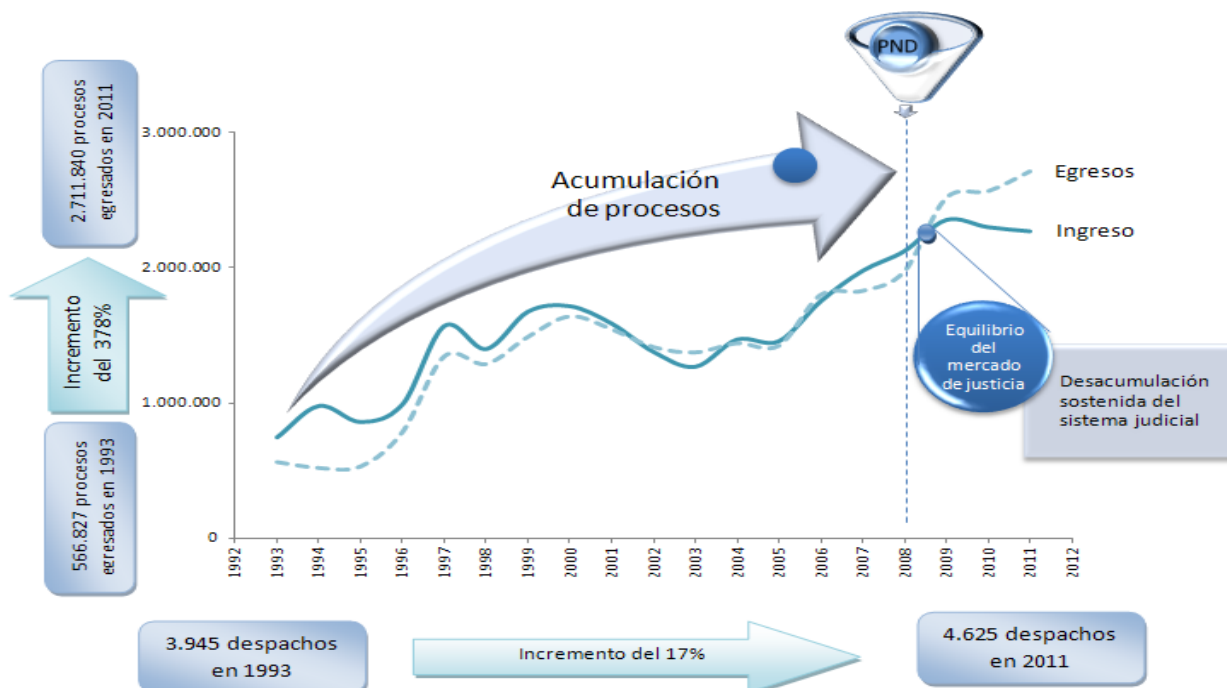 PND
2.711.840 procesos
egresados en 2011
Incremento
del 378%
566.827 procesos
egresados en 1993
3.000.000
2.000.000
1.000.000
0
Acumulación
de procesos
Egresos
Ingreso
Equilibrio
del
mercado
de justicia
Desacumulación
sostenida del
sistema judicial
1992
1993
1994
1995
1996
1997
1998
1999
2000
2001
2002
2003
2004
2005
2006
2007
2008
2009
2010
2011
2012
3.945 despachos
en 1993
Incremento del 17%
4.625 despachos
en 2011